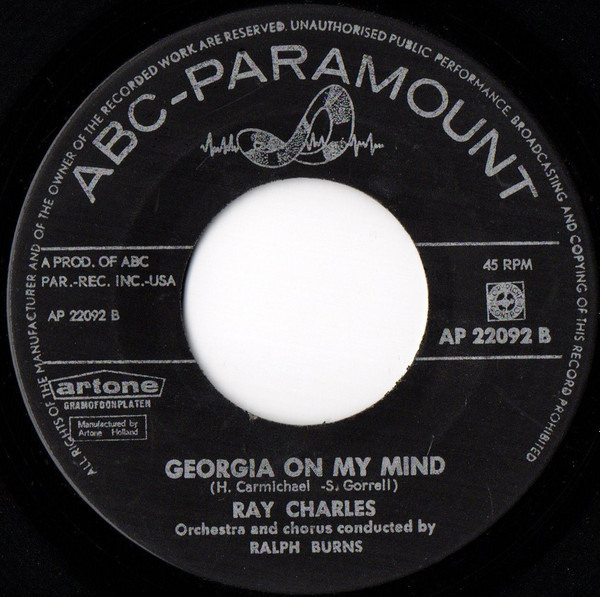 ALL RIGHTS OF THE MANUFACTURER AND OF THE OWNER OF THE RECORDED WORK ARE RESERVED. UNAUTHORISED PUBLIC PERFORMANCE, BROADCASTING AND COPYING OF THIS RECORD PROHIBITED
ABC-PARAMOUNT
A PROD. OF ABC
PAR.-REC. INC.-USA
AP 22092 B
45 RPM
AP 22092 B
artone
GRAMOFOONPLATEN
Manufactured by
Artone Holland
GEORGIA ON MY MIND
(H. Carmichael -S. Gorrell)
RAY CHARLES
Orchestra and chorus conducted by
RALPH BURNS